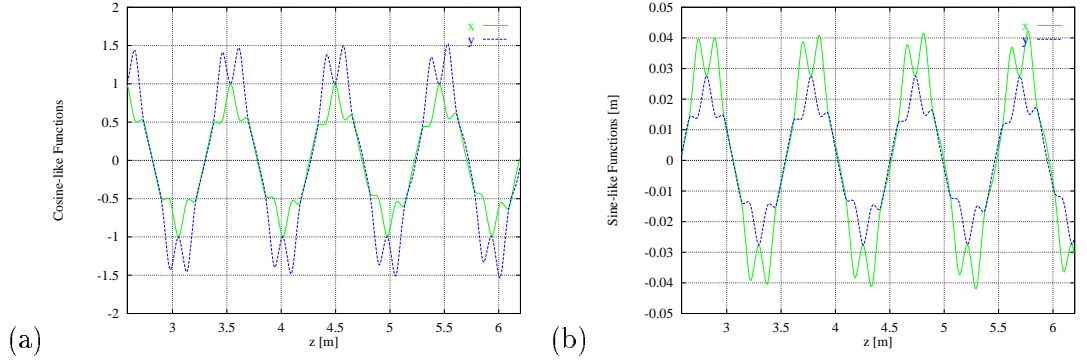 2
1.5
1
0.5
0
-0.5
-1
-1.5
-2
Cosine-like Functions
x
y
3 3.5 4 4.5 5 5.5 6
z [m]
(a)
0.05
0.04
0.03
0.02
0.01
0
-0.01
-0.02
-0.03
-0.04
-0.05
Sine-like Functions [m]
x
y
3 3.5 4 4.5 5 5.5 6
z [m]
(b)